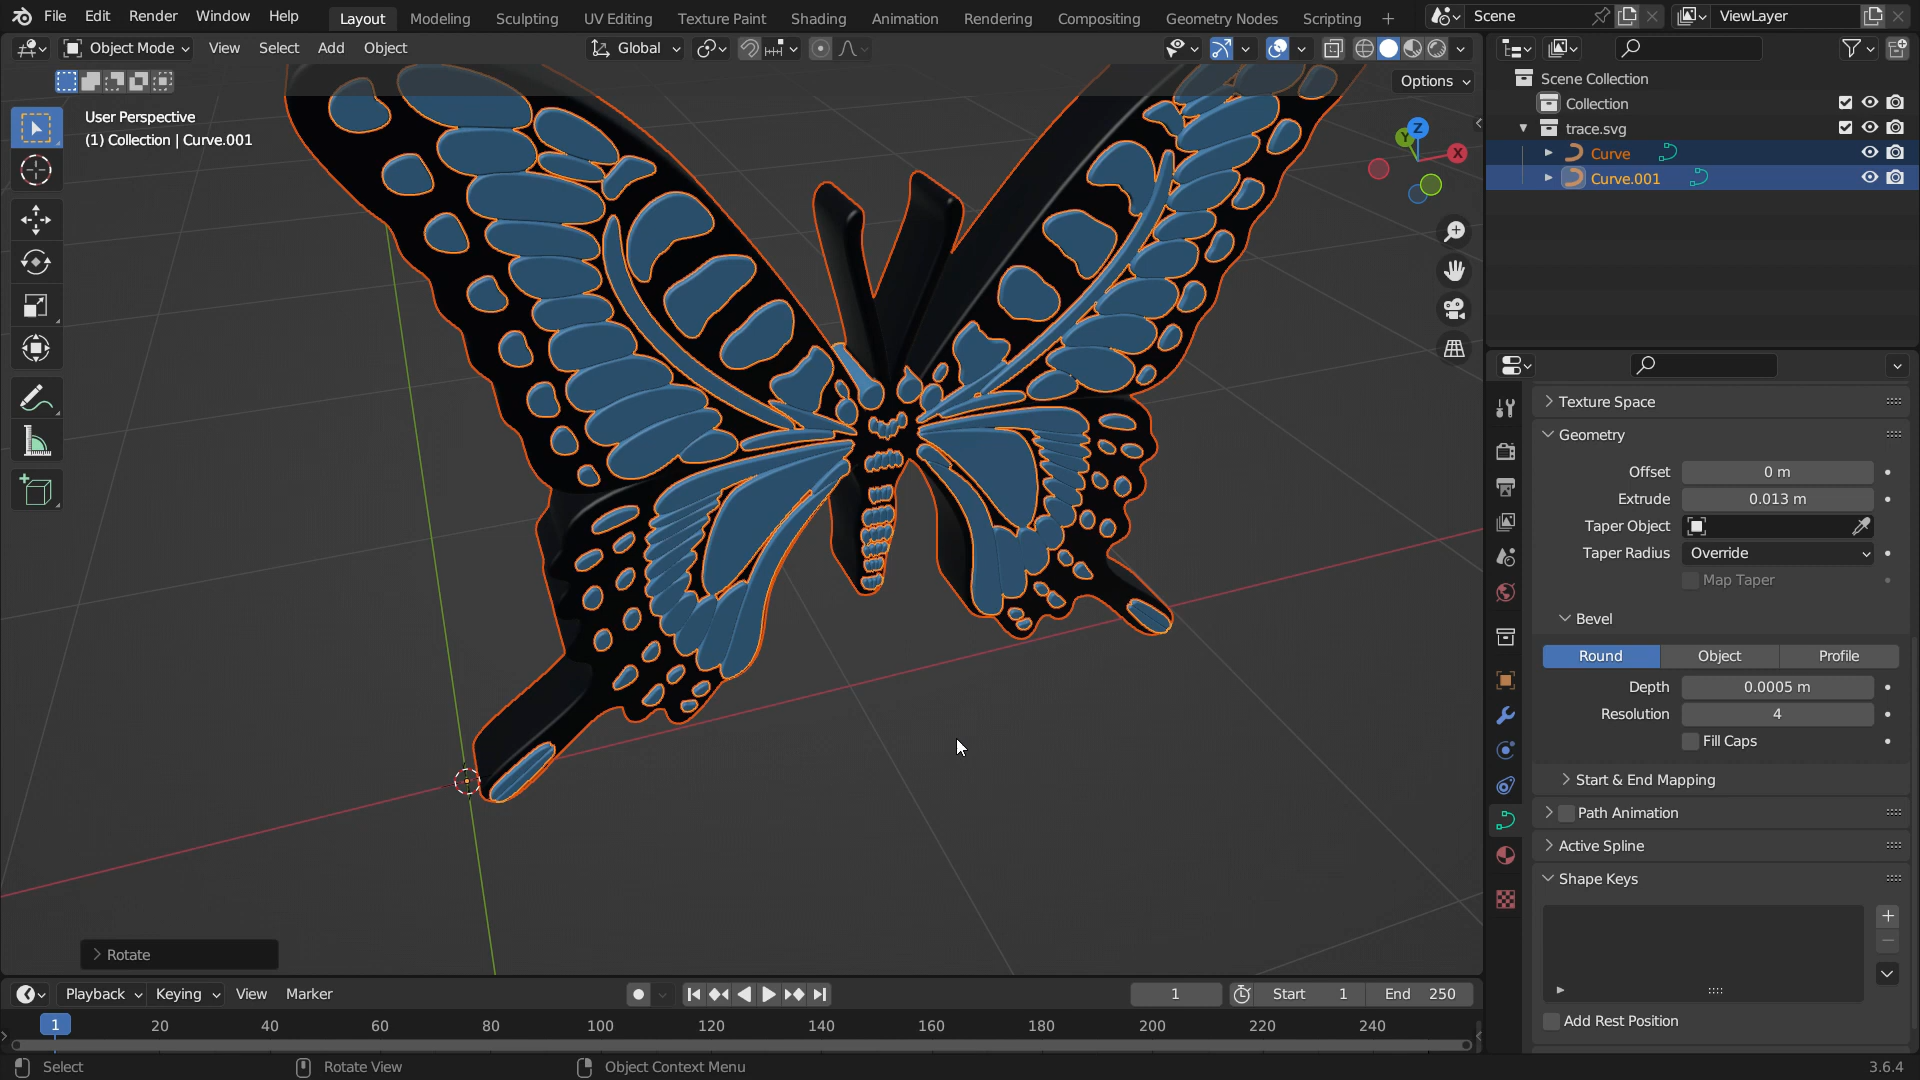 File Edit Render Window Help Layout Modeling Sculpting UV Editing Texture Paint Shading Animation Rendering Compositing Geometry Nodes Scripting + Scene ViewLayer
Object Mode View Select Add Object Global
Options
User Perspective
(1) Collection | Curve.001
Z
Y
X
Rotate
Scene Collection
Collection
trace.svg
Curve
Curve.001
Texture Space
Geometry
Offset 0 m
Extrude 0.013 m
Taper Object
Taper Radius Override
Map Taper
Bevel
Round Object Profile
Depth 0.0005 m
Resolution 4
Fill Caps
Start & End Mapping
Path Animation
Active Spline
Shape Keys
Add Rest Position
Playback Keying View Marker 1 Start 1 End 250
1 20 40 60 80 100 120 140 160 180 200 220 240
Select Rotate View Object Context Menu 3.6.4